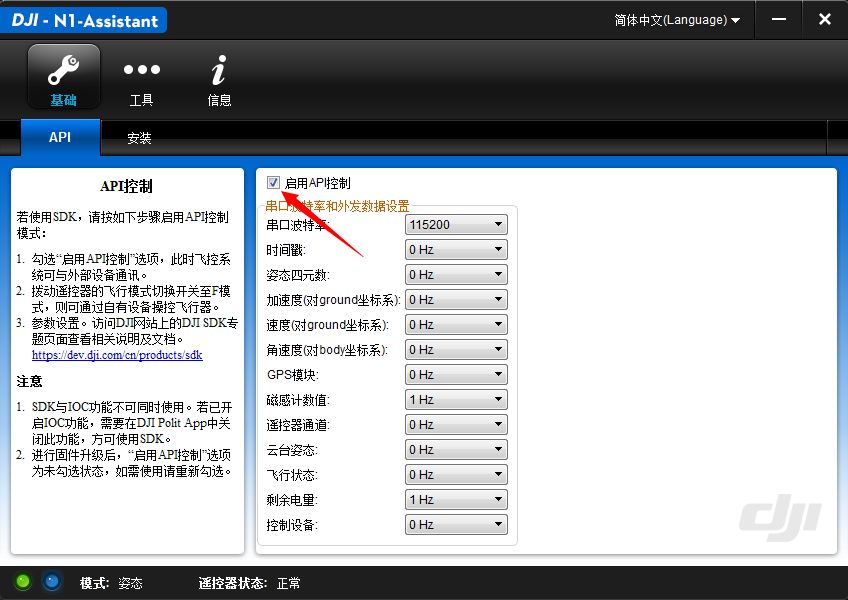 DJI - N1-Assistant
简体中文(Language)
基础
工具
信息
API
安装
API控制
若使用SDK，请按如下步骤启用API控制
模式：
1. 勾选“启用API控制”选项，此时飞控系
统可与外部设备通讯。
2. 拨动遥控器的飞行模式切换开关至F模
式，则可通过自有设备操控飞行器。
3. 参数设置。访问DJI网站上的DJI SDK专
题页面查看相关说明及文档。
https://dev.dji.com/cn/products/sdk
注意
1. SDK与IOC功能不可同时使用。若已开
启IOC功能，需要在DJI Polit App中关
闭此功能，方可使用SDK。
2. 进行固件升级后，“启用API控制”选项
为未勾选状态，如需使用请重新勾选。
启用API控制
串口波特率和外发数据设置
串口波特率: 115200
时间戳: 0 Hz
姿态四元数: 0 Hz
加速度(对ground坐标系): 0 Hz
速度(对ground坐标系): 0 Hz
角速度(对body坐标系): 0 Hz
GPS模块: 0 Hz
磁感计数值: 1 Hz
遥控器通道: 0 Hz
云台姿态: 0 Hz
飞行状态: 0 Hz
剩余电量: 1 Hz
控制设备: 0 Hz
dji
模式: 姿态 遥控器状态: 正常